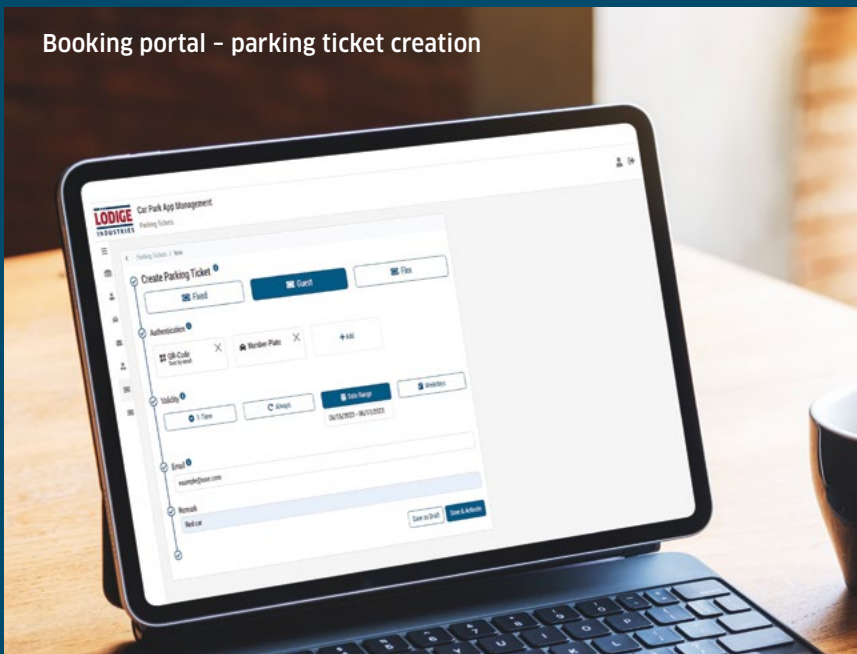 Booking portal – parking ticket creation
LODIGE
INDUSTRIES
Car Park App Management
Parking Tickets
Parking Tickets / New
Create Parking Ticket
Fixed
Guest
Flex
Authentication
QR-Code
Number-Plate
+ Add
Validity
1-Time
Always
Date Range
Weekdays
Email
example@user.com
Remark
Red car
Save as Draft
Save & Activate